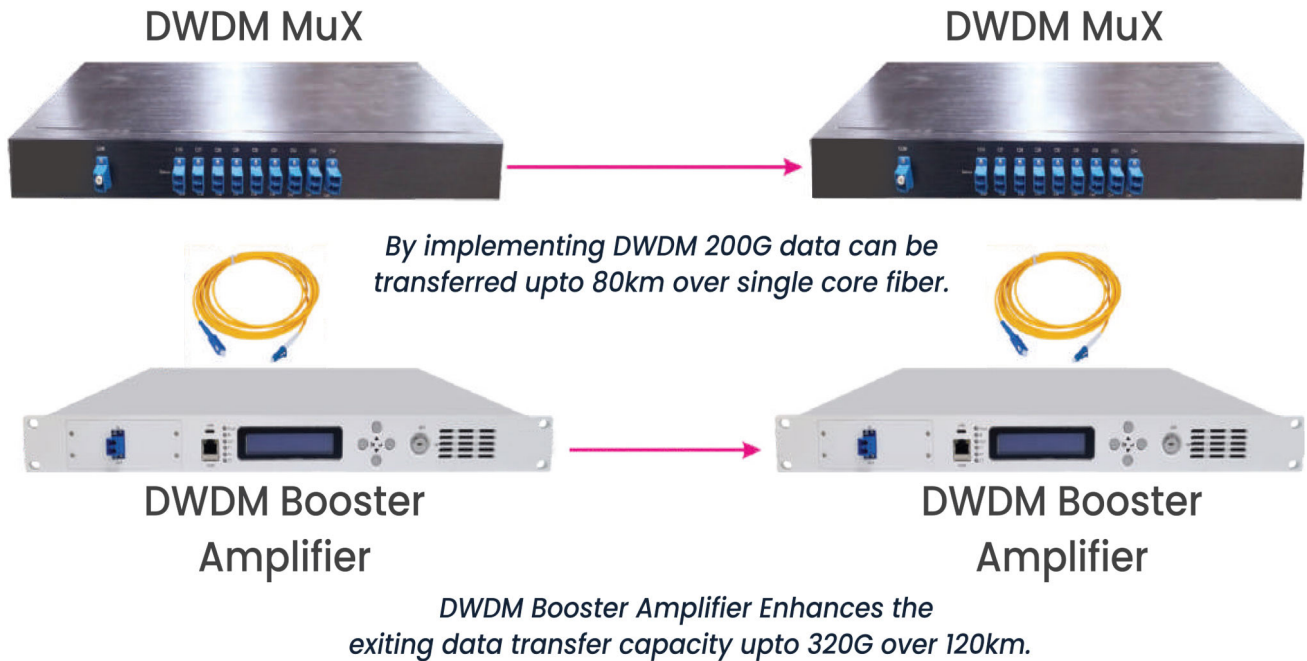 DWDM MuX
DWDM MuX
By implementing DWDM 200G data can be
transferred upto 80km over single core fiber.
DWDM Booster
Amplifier
DWDM Booster
Amplifier
DWDM Booster Amplifier Enhances the
exiting data transfer capacity upto 320G over 120km.